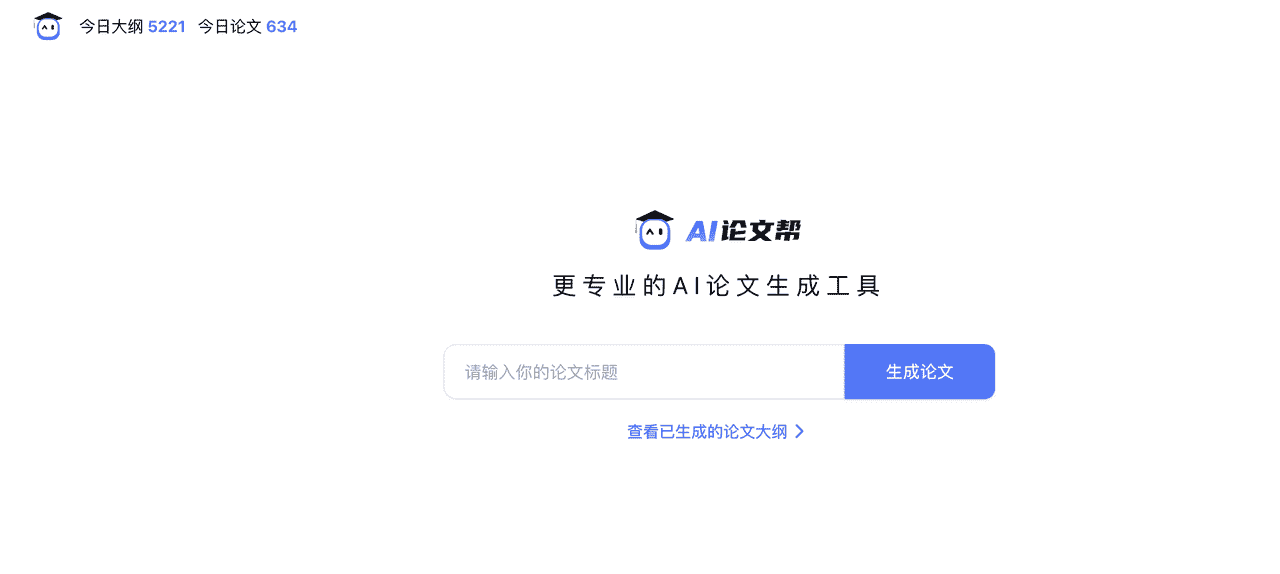 今日大纲 5221 今日论文 634
AI论文帮
更专业的AI论文生成工具
请输入你的论文标题
生成论文
查看已生成的论文大纲